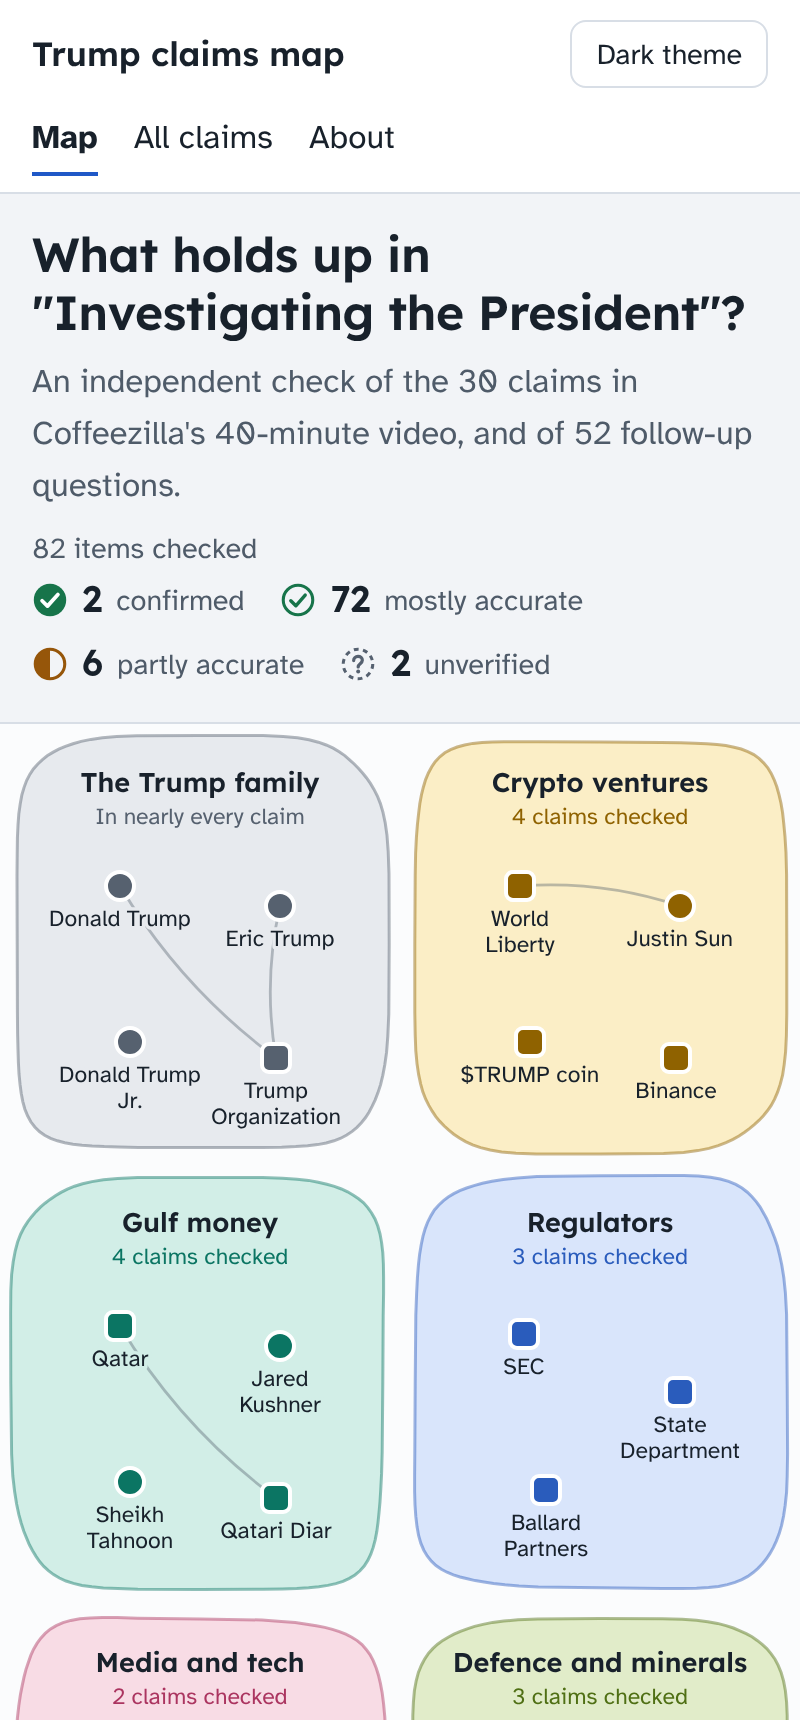 Trump claims map
Dark theme
Map
All claims
About
What holds up in
"Investigating the President"?
An independent check of the 30 claims in
Coffeezilla's 40-minute video, and of 52 follow-up
questions.
82 items checked
2 confirmed
72 mostly accurate
6 partly accurate
2 unverified
The Trump family
In nearly every claim
Donald Trump
Eric Trump
Donald Trump
Jr.
Trump
Organization
Crypto ventures
4 claims checked
World
Liberty
Justin Sun
$TRUMP coin
Binance
Gulf money
4 claims checked
Qatar
Jared
Kushner
Sheikh
Tahnoon
Qatari Diar
Regulators
3 claims checked
SEC
State
Department
Ballard
Partners
Media and tech
2 claims checked
Defence and minerals
3 claims checked